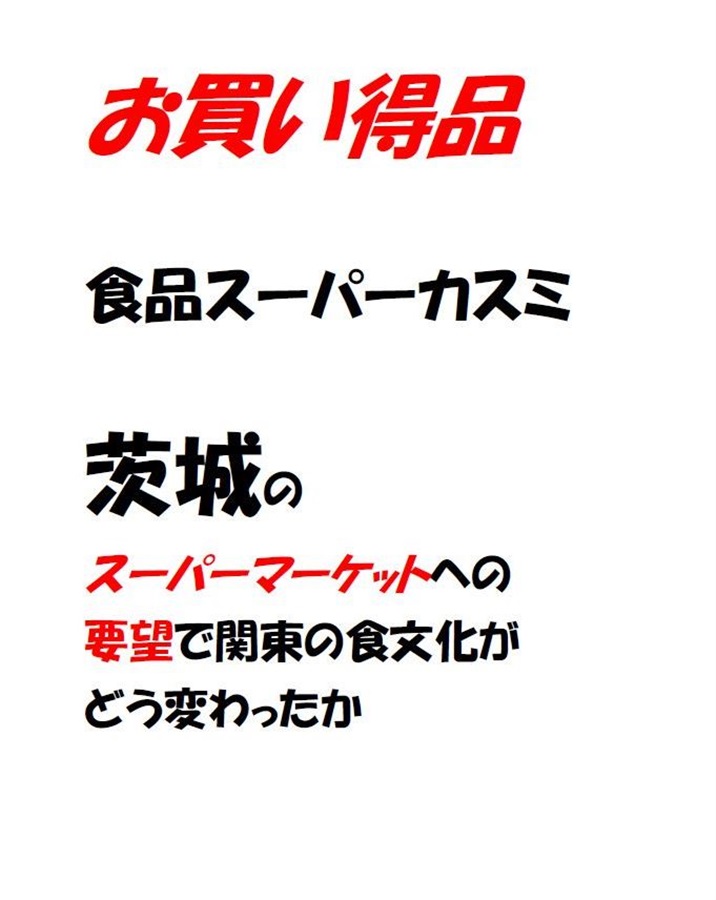 お買い得品
食品スーパーカスミ
茨城の
スーパーマーケットへの
要望で関東の食文化が
どう変わったか